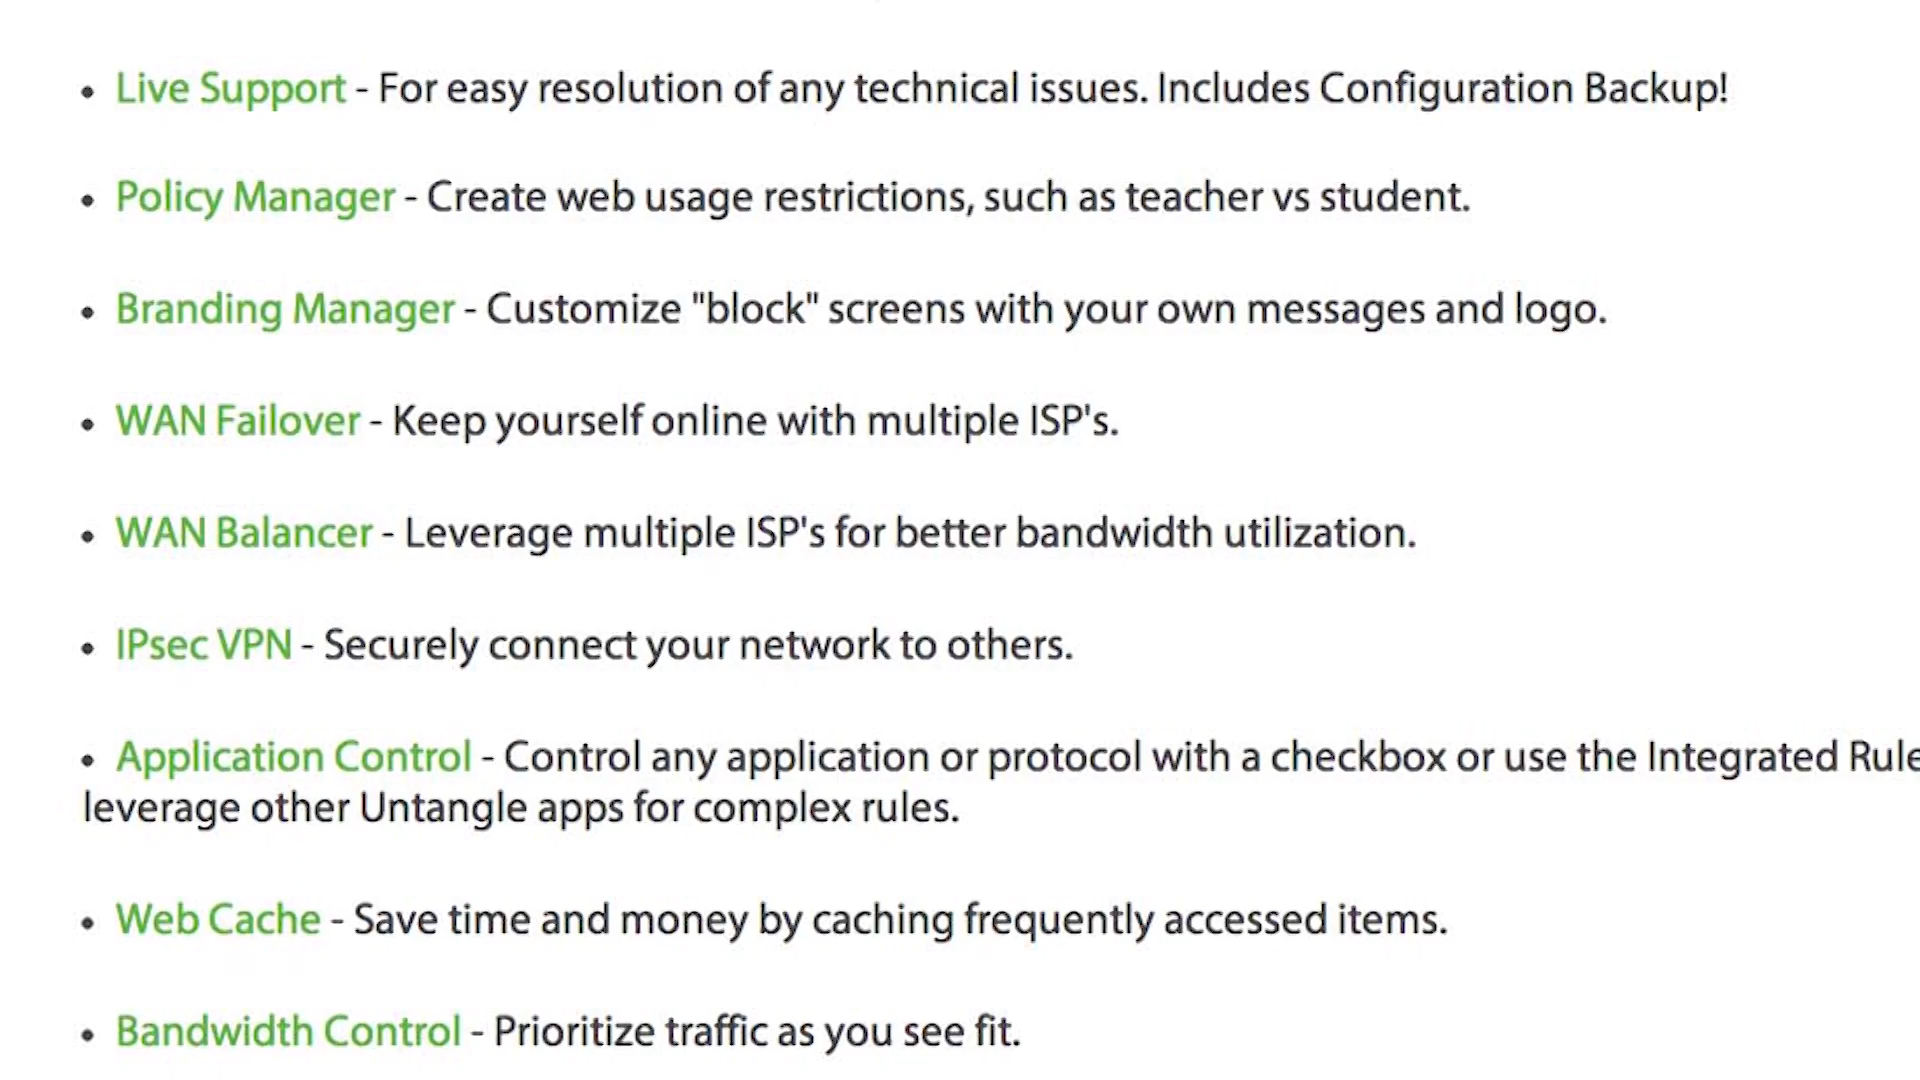 • Live Support - For easy resolution of any technical issues. Includes Configuration Backup!
• Policy Manager - Create web usage restrictions, such as teacher vs student.
• Branding Manager - Customize "block" screens with your own messages and logo.
• WAN Failover - Keep yourself online with multiple ISP's.
• WAN Balancer - Leverage multiple ISP's for better bandwidth utilization.
• IPsec VPN - Securely connect your network to others.
• Application Control - Control any application or protocol with a checkbox or use the Integrated Rule
leverage other Untangle apps for complex rules.
• Web Cache - Save time and money by caching frequently accessed items.
• Bandwidth Control - Prioritize traffic as you see fit.